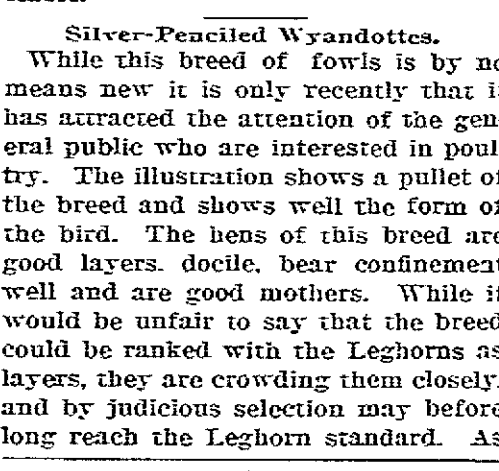 Silver-Penciled Wyandottes.
While this breed of fowls is by no
means new it is only recently that i
has attracted the attention of the gen
eral public who are interested in poul
try. The illustration shows a pullet of
the breed and shows well the form of
the bird. The hens of this breed are
good layers. docile, bear confinement
well and are good mothers. While it
would be unfair to say that the breed
could be ranked with the Leghorns as
layers, they are crowding them closely.
and by judicious selection may before
long reach the Leghorn standard. As